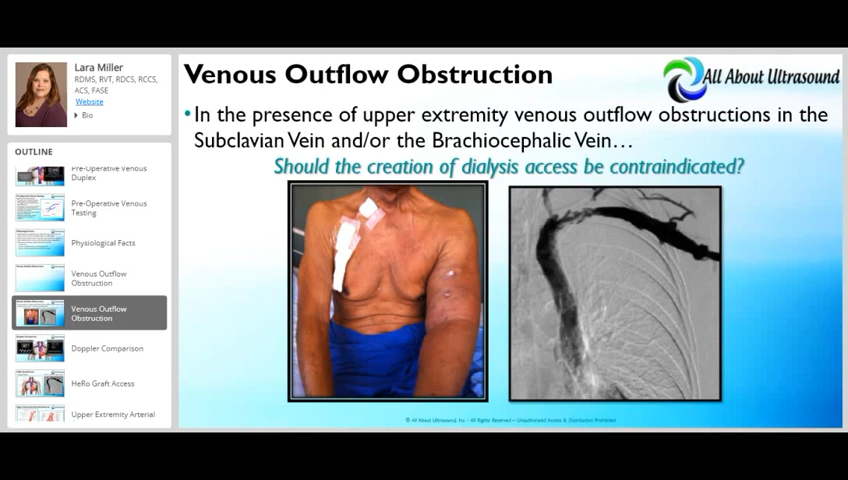 Lara Miller
RDMS, RVT, RDCS, RCCS,
ACS, FASE
Website
Bio
OUTLINE
Pre-Operative Venous
Duplex
Pre-Operative Venous
Testing
Physiological Facts
Venous Outflow
Obstruction
Venous Outflow
Obstruction
Doppler Comparison
HeRo Graft Access
Upper Extremity Arterial
Venous Outflow Obstruction
All About Ultrasound
• In the presence of upper extremity venous outflow obstructions in the
Subclavian Vein and/or the Brachiocephalic Vein...
Should the creation of dialysis access be contraindicated?
© All About Ultrasound, Inc. - All Rights Reserved – Unauthorized Access & Distribution Prohibited